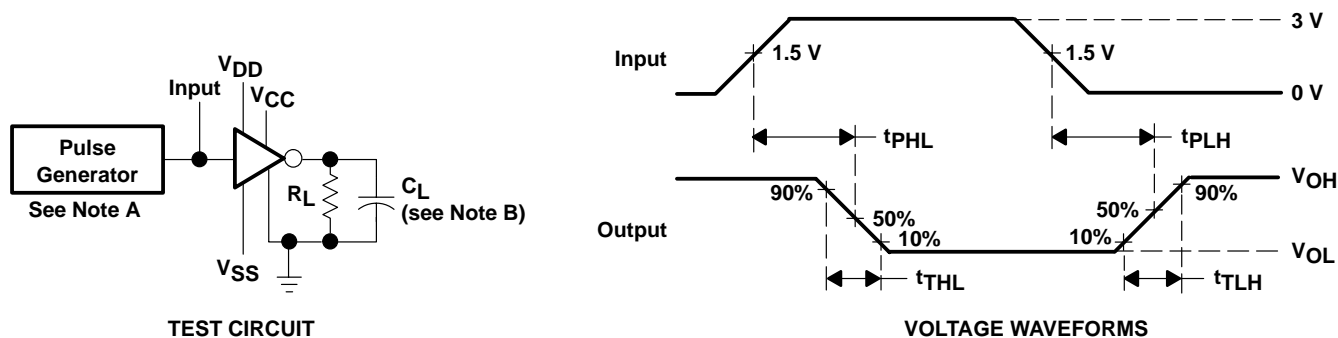 VDD
Input
VCC
Pulse
Generator
See Note A
RL
CL
(see Note B)
VSS
TEST CIRCUIT
3 V
Input
1.5 V
1.5 V
0 V
tPHL
tPLH
VOH
90%
50%
10%
Output
10%
50%
90%
VOL
tTHL
tTLH
VOLTAGE WAVEFORMS